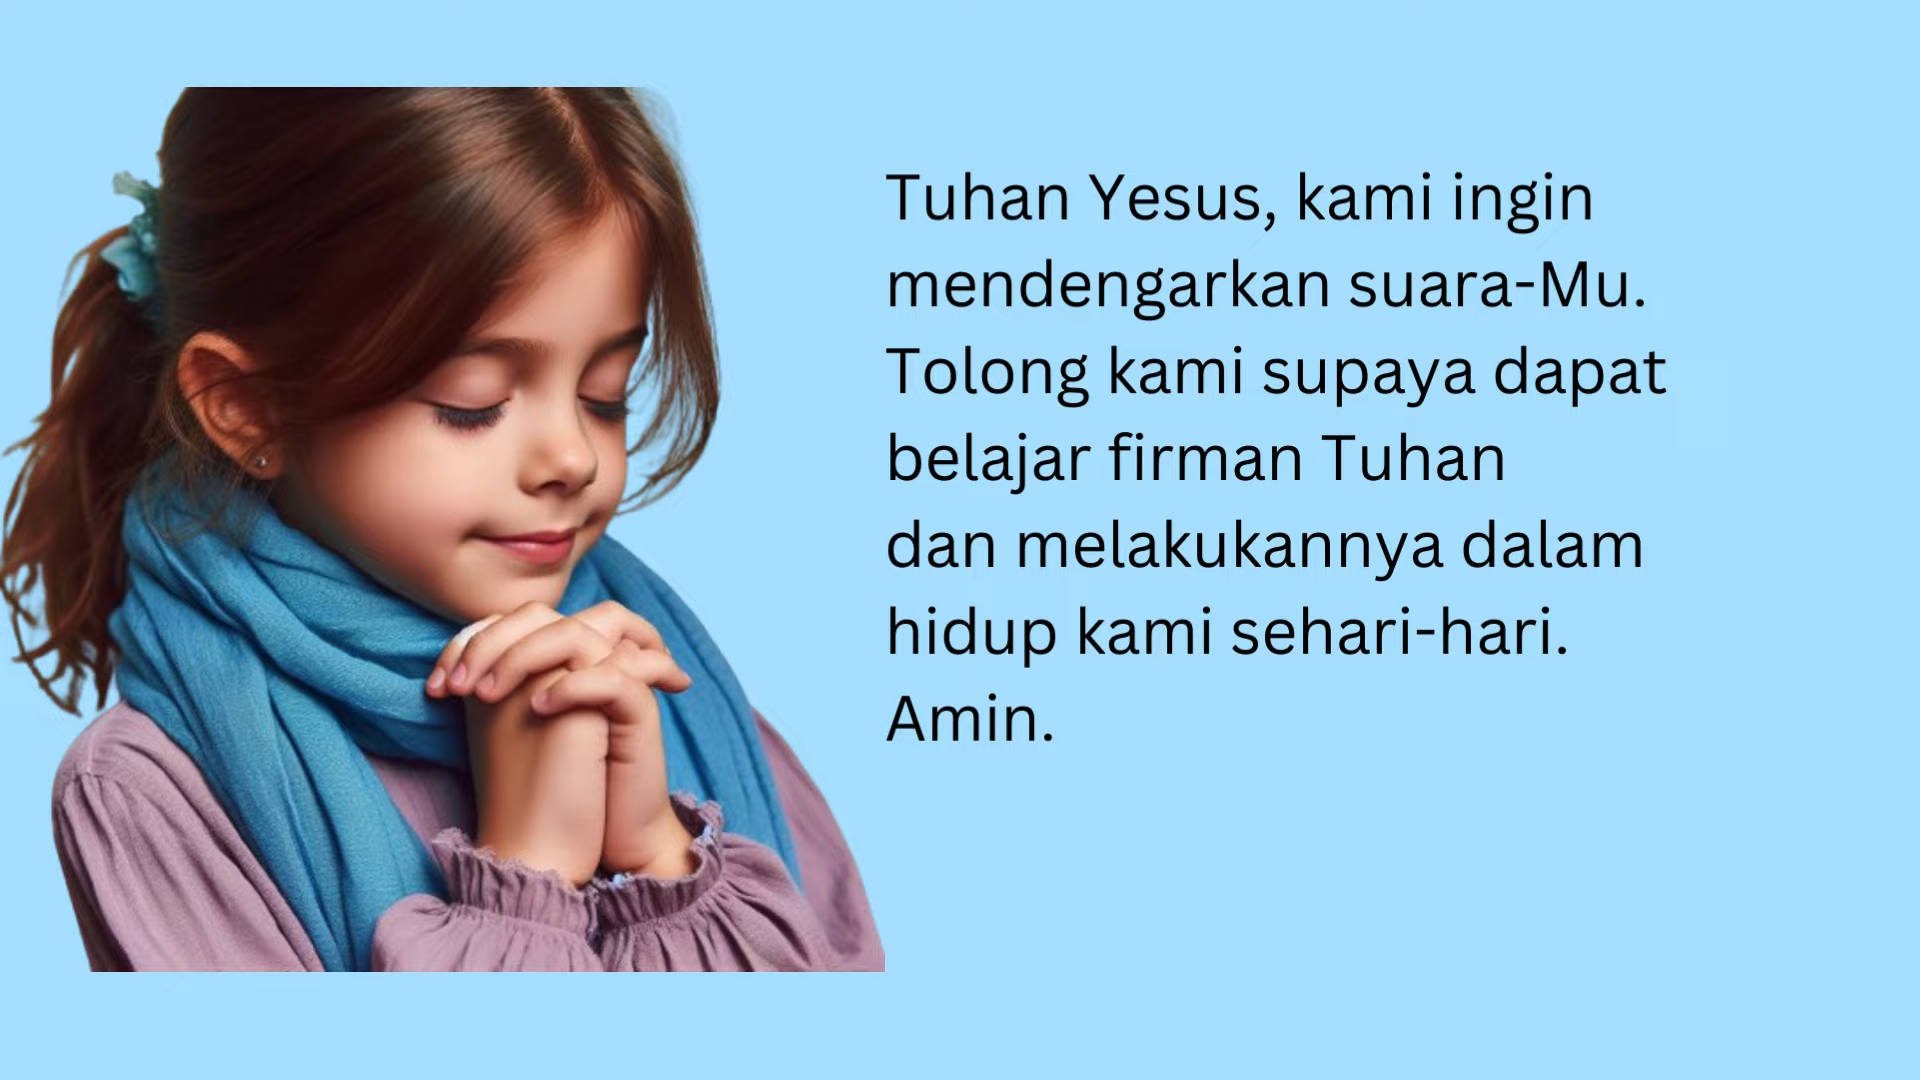 Tuhan Yesus, kami ingin
mendengarkan suara-Mu.
Tolong kami supaya dapat
belajar firman Tuhan
dan melakukannya dalam
hidup kami sehari-hari.
Amin.